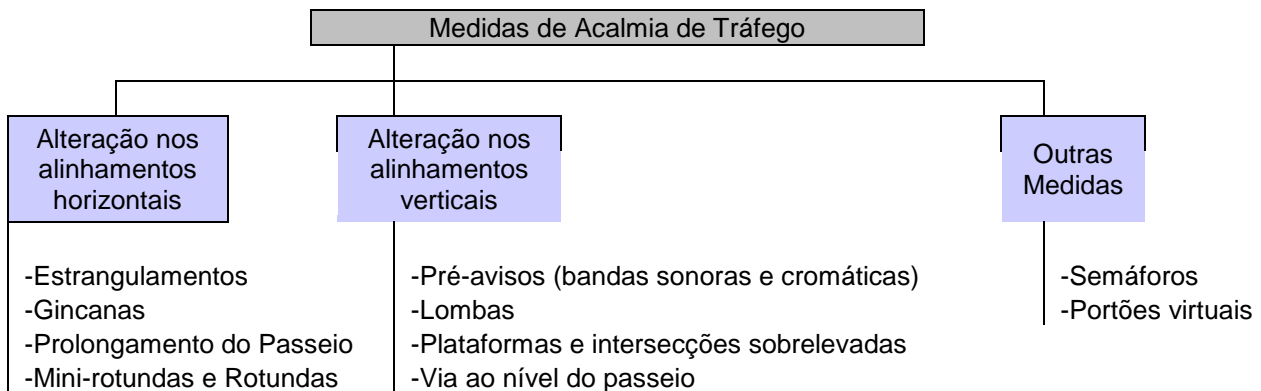 Medidas de Acalmia de Tráfego
Alteração nos
alinhamentos
horizontais
-Estrangulamentos
-Gincanas
-Prolongamento do Passeio
-Mini-rotundas e Rotundas
Alteração nos
alinhamentos
verticais
-Pré-avisos (bandas sonoras e cromáticas)
-Lombas
-Plataformas e intersecções sobrelevadas
-Via ao nível do passeio
Outras
Medidas
-Semáforos
-Portões virtuais